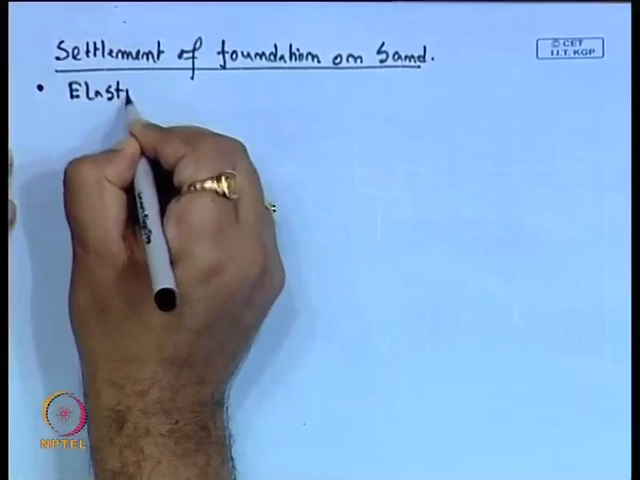 Settlement of foundation on Sand.
© CET
I.I.T. KGP
• Elast
NPTEL